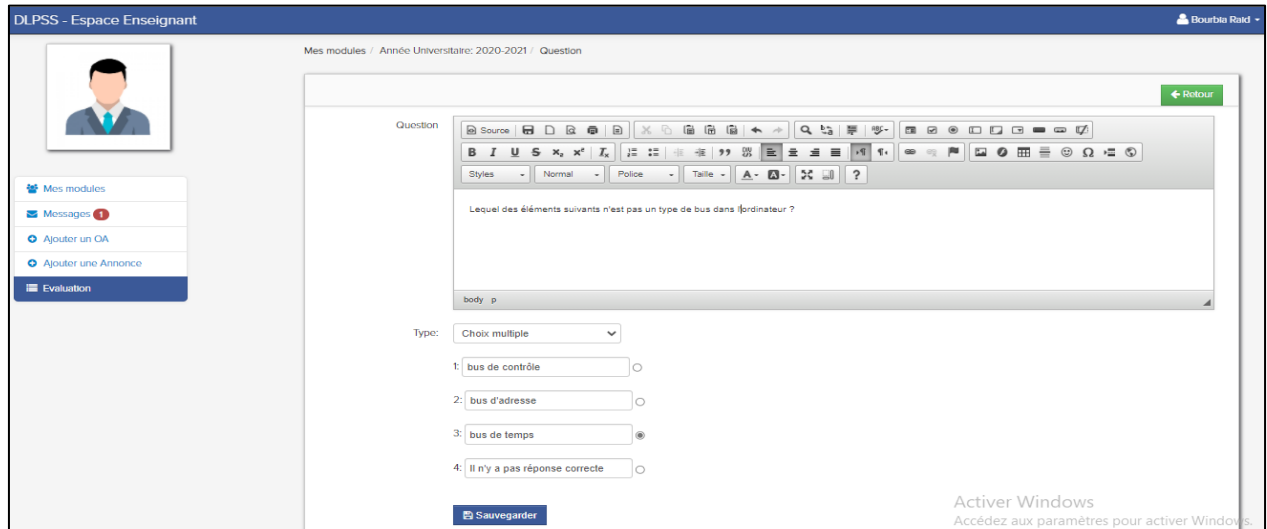 DLPSS - Espace Enseignant
Bourbia Raid
Mes modules / Année Universitaire: 2020-2021 / Question
Retour
Mes modules
Messages 1
Ajouter un OA
Ajouter une Annonce
Evaluation
Question
Source
B I U S x₂ x² Ix
Styles Normal Police Taille A A ?
Lequel des éléments suivants n'est pas un type de bus dans l'ordinateur ?
body p
Type: Choix multiple
1: bus de contrôle
2: bus d'adresse
3: bus de temps
4: Il n'y a pas réponse correcte
Sauvegarder
Activer Windows
Accédez aux paramètres pour activer Windows.